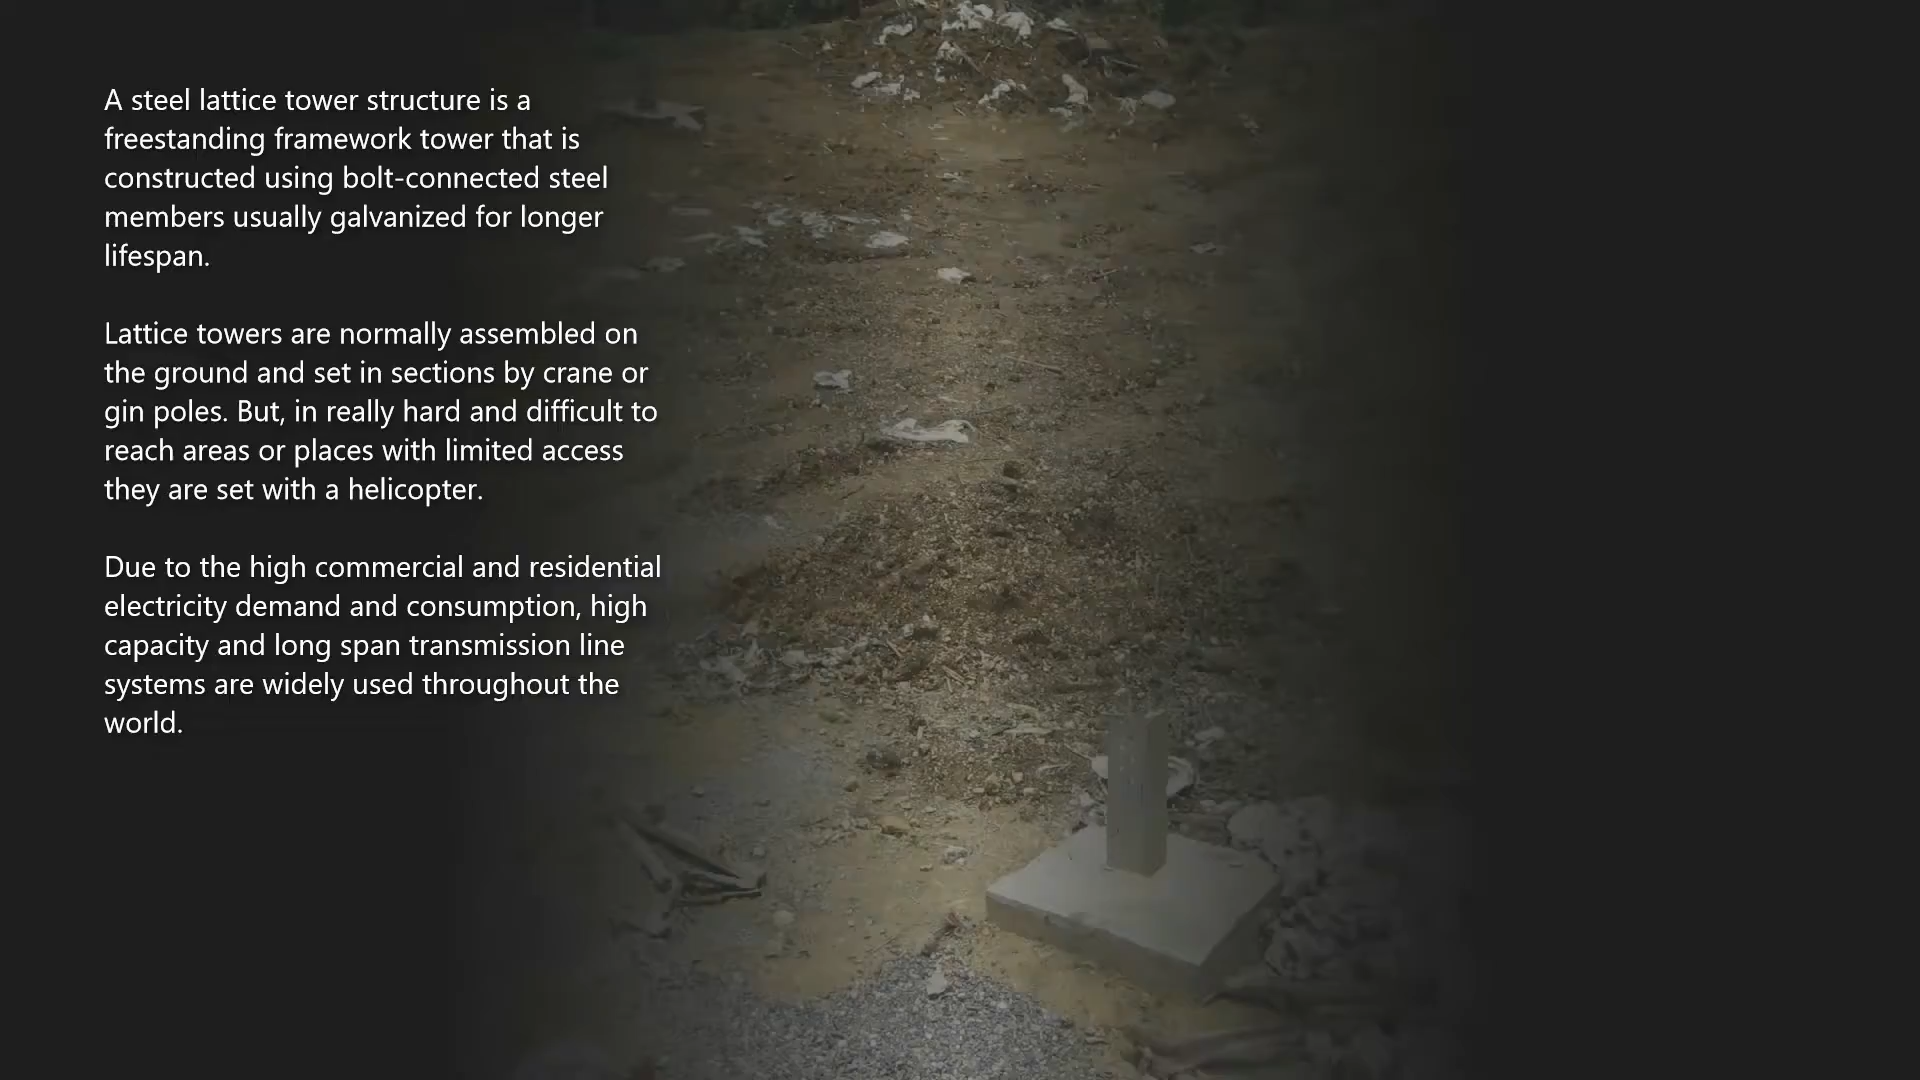 A steel lattice tower structure is a
freestanding framework tower that is
constructed using bolt-connected steel
members usually galvanized for longer
lifespan.
Lattice towers are normally assembled on
the ground and set in sections by crane or
gin poles. But, in really hard and difficult to
reach areas or places with limited access
they are set with a helicopter.
Due to the high commercial and residential
electricity demand and consumption, high
capacity and long span transmission line
systems are widely used throughout the
world.